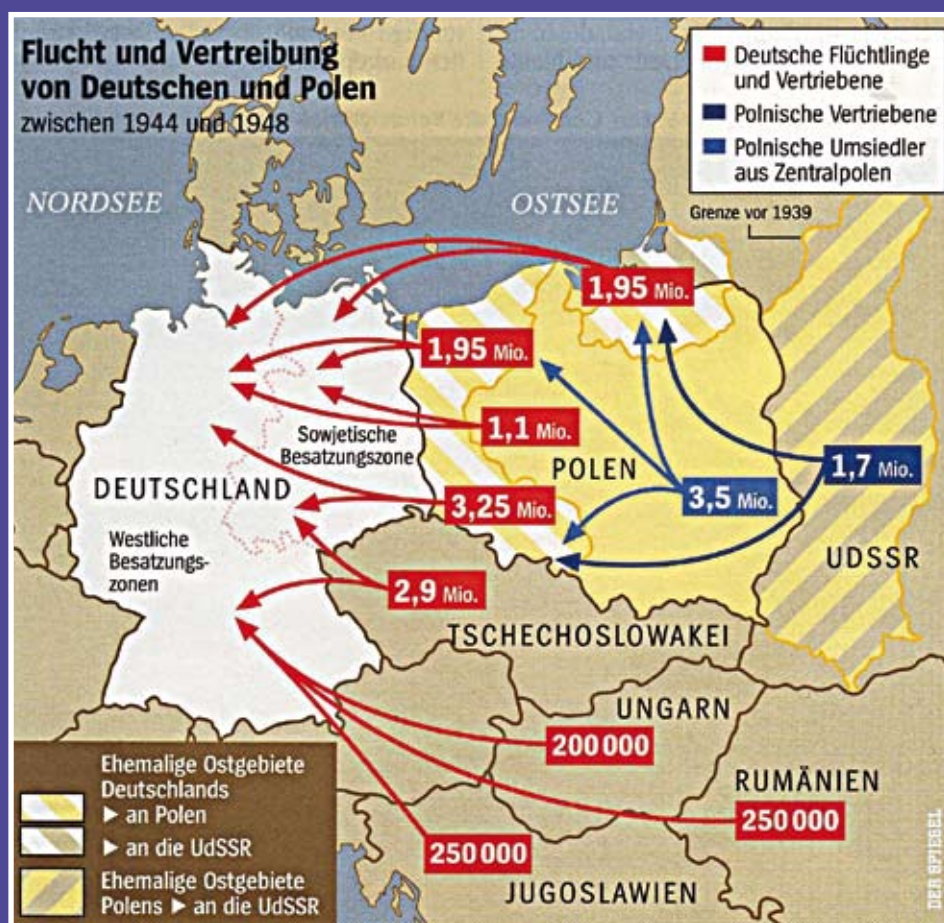 Flucht und Vertreibung
von Deutschen und Polen
zwischen 1944 und 1948
Deutsche Flüchtlinge
und Vertriebene
Polnische Vertriebene
Polnische Umsiedler
aus Zentralpolen
NORDSEE
OSTSEE
Grenze vor 1939
1,95 Mio.
1,95 Mio.
1,1 Mio.
Sowjetische
Besatzungszone
POLEN
1,7 Mio.
DEUTSCHLAND
3,25 Mio.
3,5 Mio.
Westliche
Besatzungs-
zonen
UDSSR
2,9 Mio.
TSCHECHOSLOWAKEI
UNGARN
200 000
RUMÄNIEN
250 000
250 000
JUGOSLAWIEN
Ehemalige Ostgebiete
Deutschlands
▶ an Polen
▶ an die UdSSR
Ehemalige Ostgebiete
Polens ▶ an die UdSSR
DER SPIEGEL